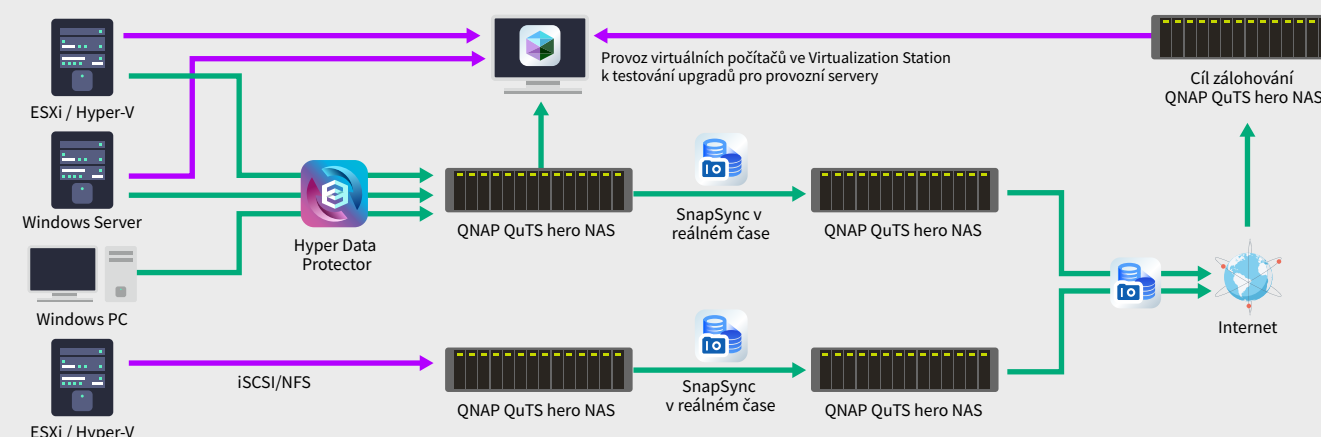 Provoz virtuálních počítačů ve Virtualization Station
k testování upgradů pro provozní servery
Cíl zálohování
QNAP QuTS hero NAS
ESXi / Hyper-V
Windows Server
Hyper Data
Protector
QNAP QuTS hero NAS
SnapSync v
reálném čase
QNAP QuTS hero NAS
Windows PC
Internet
ESXi / Hyper-V
iSCSI/NFS
QNAP QuTS hero NAS
SnapSync
v reálném čase
QNAP QuTS hero NAS